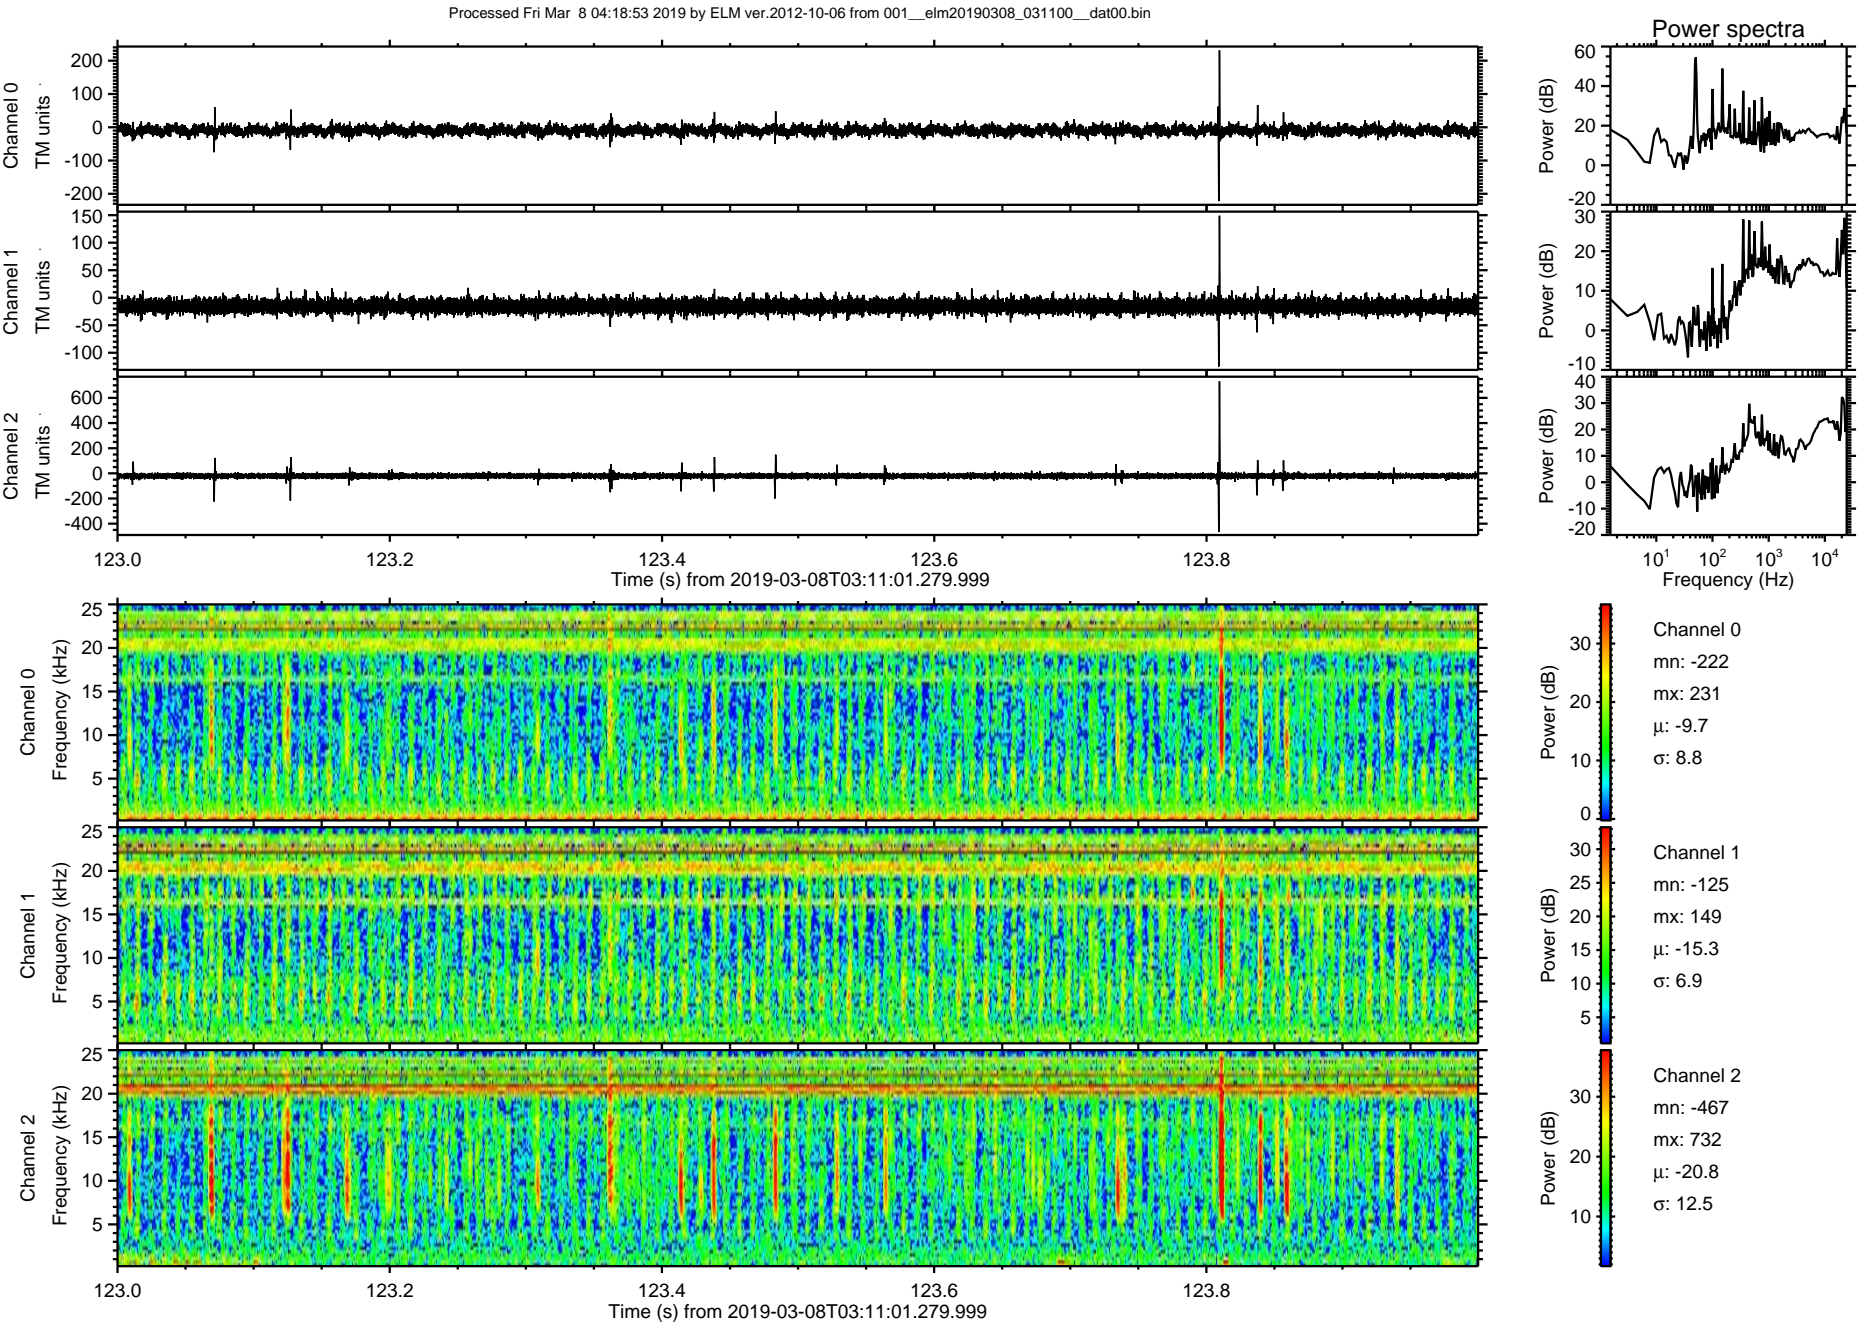 Processed Fri Mar  8 04:18:53 2019 by ELM ver.2012-10-06 from 001__elm20190308_031100__dat00.bin
Power spectra
Channel 0
TM units
200
100
0
-100
-200
Power (dB)
60
40
20
0
-20
Channel 1
TM units
150
100
50
0
-50
-100
Power (dB)
30
20
10
0
-10
Channel 2
TM units
600
400
200
0
-200
-400
Power (dB)
40
30
20
10
0
-10
-20
123.0 123.2 123.4 123.6 123.8
Time (s) from 2019-03-08T03:11:01.279.999
10¹ 10² 10³ 10⁴
Frequency (Hz)
Channel 0
Frequency (kHz)
25
20
15
10
5
Power (dB)
30
20
10
0
Channel 0
mn: -222
mx: 231
μ: -9.7
σ: 8.8
Channel 1
Frequency (kHz)
25
20
15
10
5
Power (dB)
30
25
20
15
10
5
Channel 1
mn: -125
mx: 149
μ: -15.3
σ: 6.9
Channel 2
Frequency (kHz)
25
20
15
10
5
Power (dB)
30
20
10
Channel 2
mn: -467
mx: 732
μ: -20.8
σ: 12.5
123.0 123.2 123.4 123.6 123.8
Time (s) from 2019-03-08T03:11:01.279.999